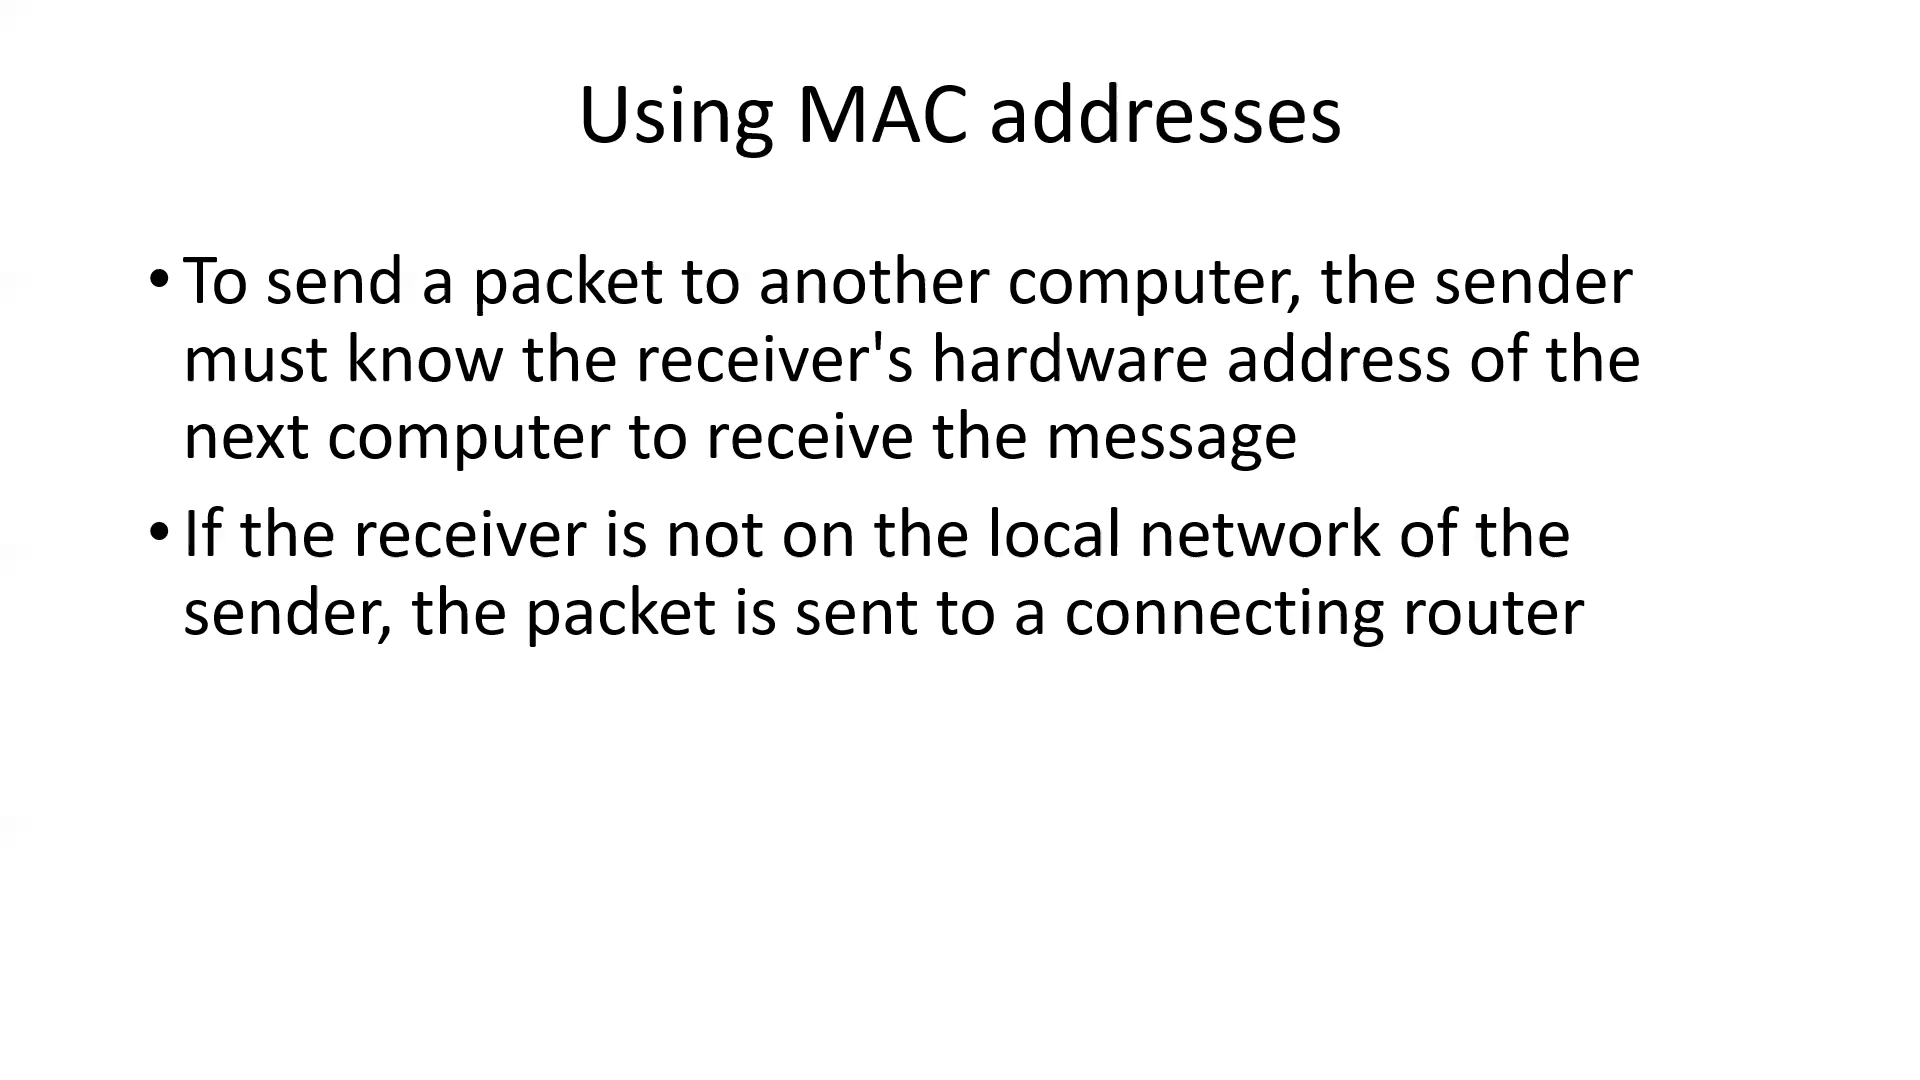 Using MAC addresses
• To send a packet to another computer, the sender
must know the receiver's hardware address of the
next computer to receive the message
• If the receiver is not on the local network of the
sender, the packet is sent to a connecting router